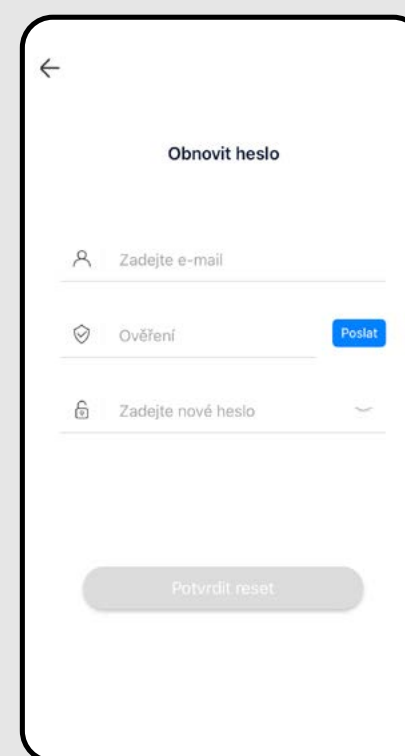 Obnovit heslo
Zadejte e-mail
Ověření
Poslat
Zadejte nové heslo
Potvrdit reset